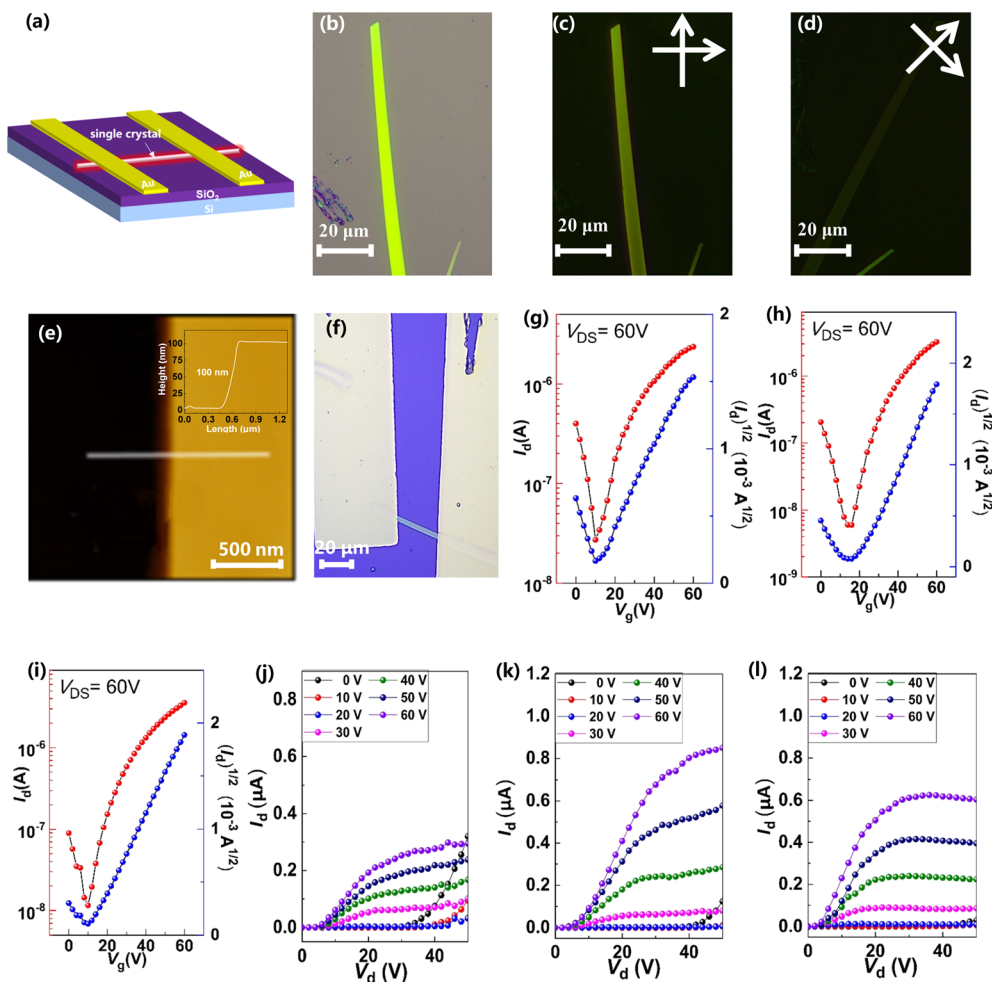 (a)
single crystal
Au
Au
SiO2
Si
(b)
20 μm
(c)
20 μm
(d)
20 μm
(e)
Height (nm)
100
75
50
25
0
100 nm
0.0 0.3 0.6 0.9 1.2
Length (μm)
500 nm
(f)
20 μm
(g)
VDS= 60V
Id(A)
10-6
10-7
10-8
0 20 40 60
Vg(V)
2
1
0
(Id)1/2 (10-3 A1/2)
(h)
VDS= 60V
Id(A)
10-6
10-7
10-8
10-9
0 20 40 60
Vg(V)
2
1
0
(Id)1/2 (10-3 A1/2)
(i)
VDS= 60V
Id(A)
10-6
10-7
10-8
0 20 40 60
Vg(V)
2
1
0
(Id)1/2 (10-3 A1/2)
(j)
0 V 40 V
10 V 50 V
20 V 60 V
30 V
Id (μA)
0.9
0.6
0.3
0.0
0 20 40
Vd (V)
(k)
0 V 40 V
10 V 50 V
20 V 60 V
30 V
Id (μA)
1.2
1.0
0.8
0.6
0.4
0.2
0.0
0 20 40
Vd (V)
(l)
0 V 40 V
10 V 50 V
20 V 60 V
30 V
Id (μA)
1.2
1.0
0.8
0.6
0.4
0.2
0.0
0 20 40
Vd (V)